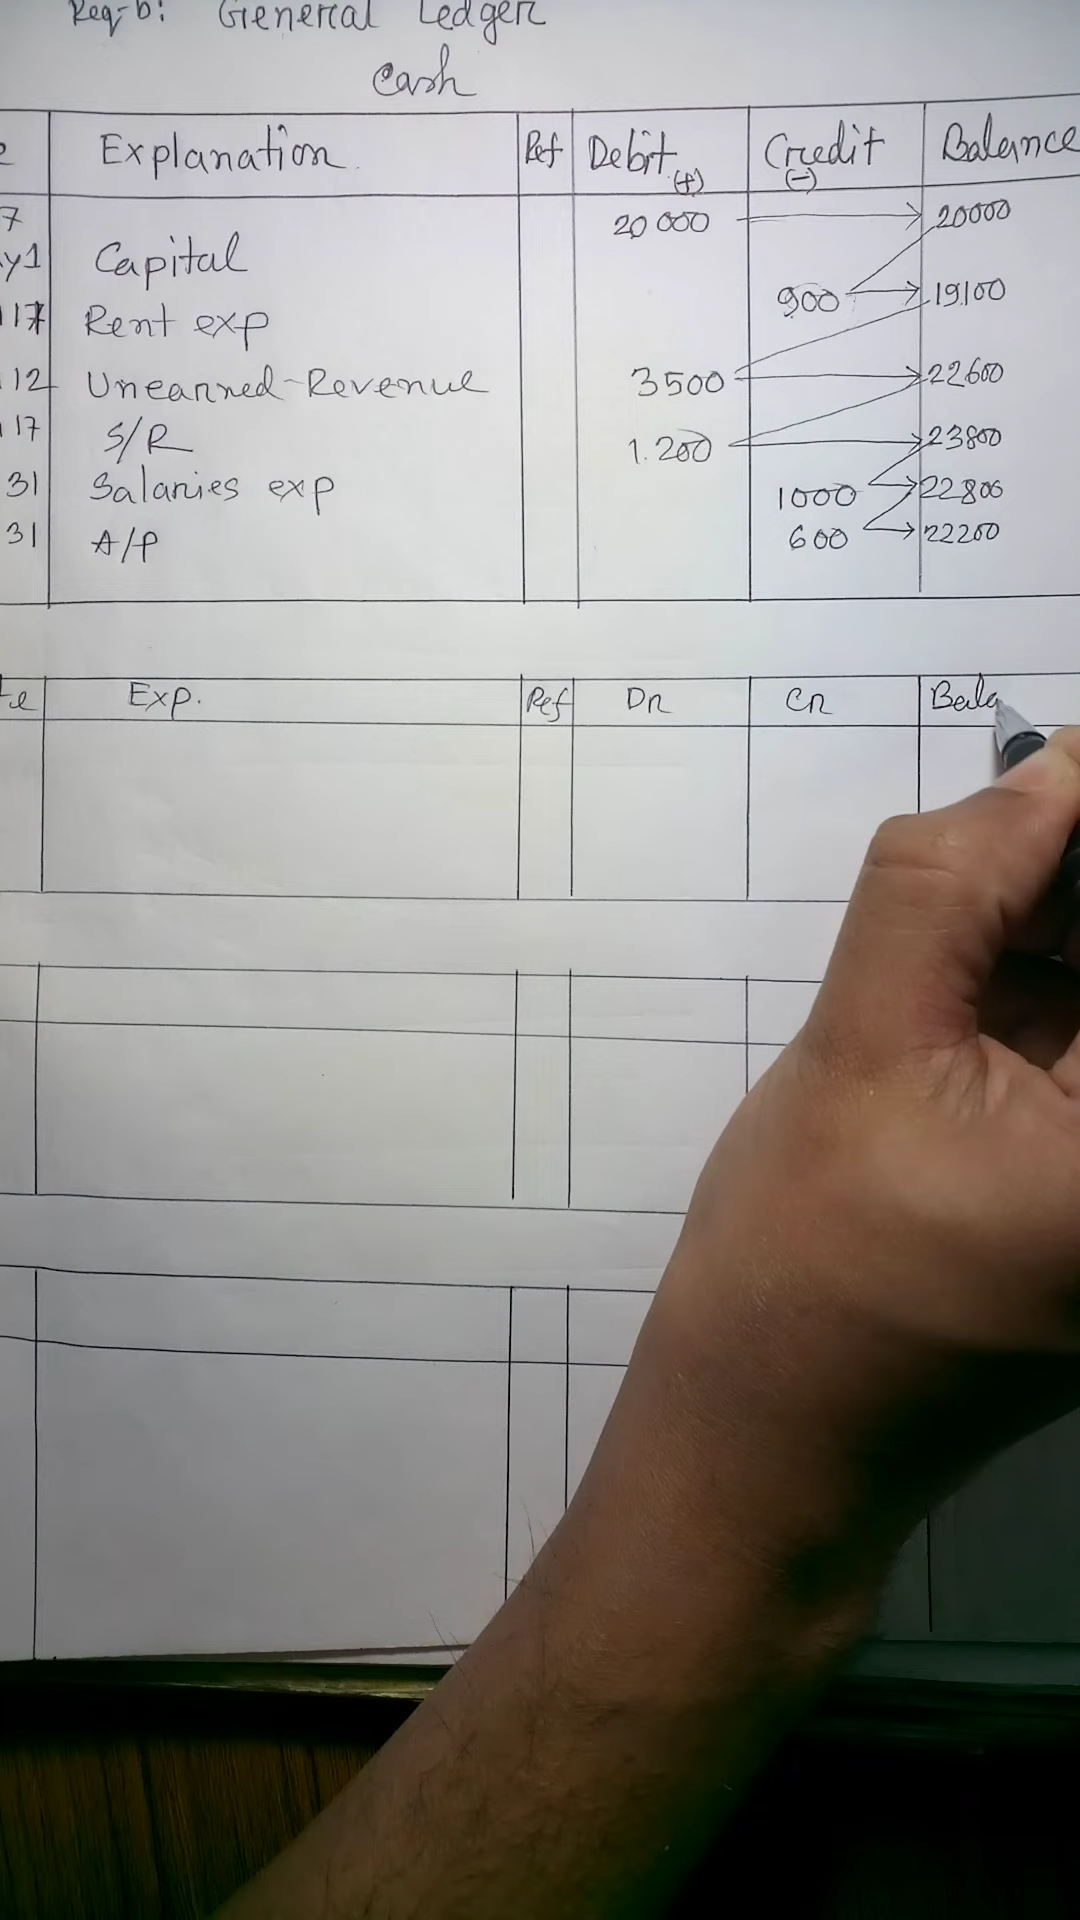 Req-b: General Ledger
Cash
e Explanation Ref Debit (+) Credit (-) Balance
7 20000 20000
y1 Capital
17 Rent exp 900 19100
12 Unearned-Revenue 3500 22600
17 S/R 1.200 23800
31 Salaries exp 1000 22800
31 A/P 600 22200
te Exp. Ref Dr Cr Bala